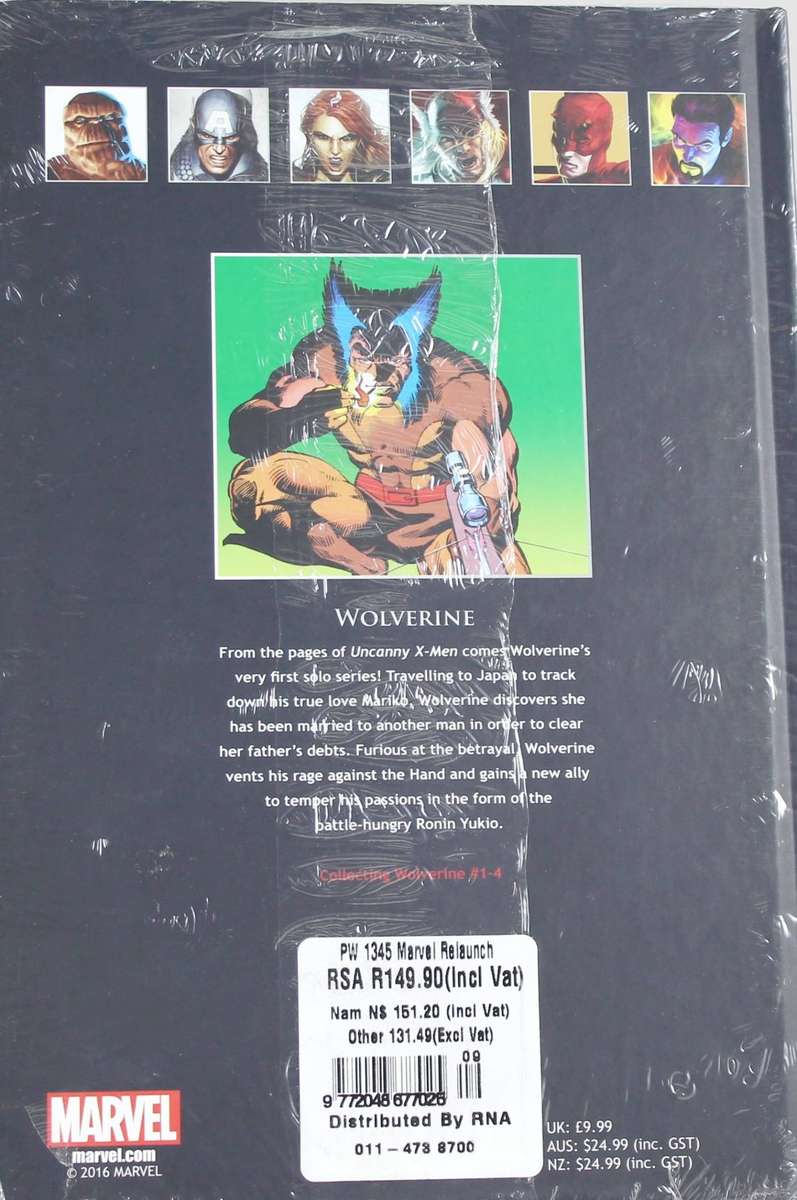 WOLVERINE
From the pages of Uncanny X-Men comes Wolverine's
very first solo series! Travelling to Japan to track
down his true love Mariko, Wolverine discovers she
has been married to another man in order to clear
her father's debts. Furious at the betrayal, Wolverine
vents his rage against the Hand and gains a new ally
to temper his passions in the form of the
battle-hungry Ronin Yukio.
Collecting Wolverine #1-4
PW 1345 Marvel Relaunch
RSA R149.90(Incl Vat)
Nam N$ 151.20 (Incl Vat)
Other 131.49(Excl Vat)
09
9 772048 677026
Distributed By RNA
011-473 8700
MARVEL
marvel.com
© 2016 MARVEL
UK: £9.99
AUS: $24.99 (inc. GST)
NZ: $24.99 (inc. GST)